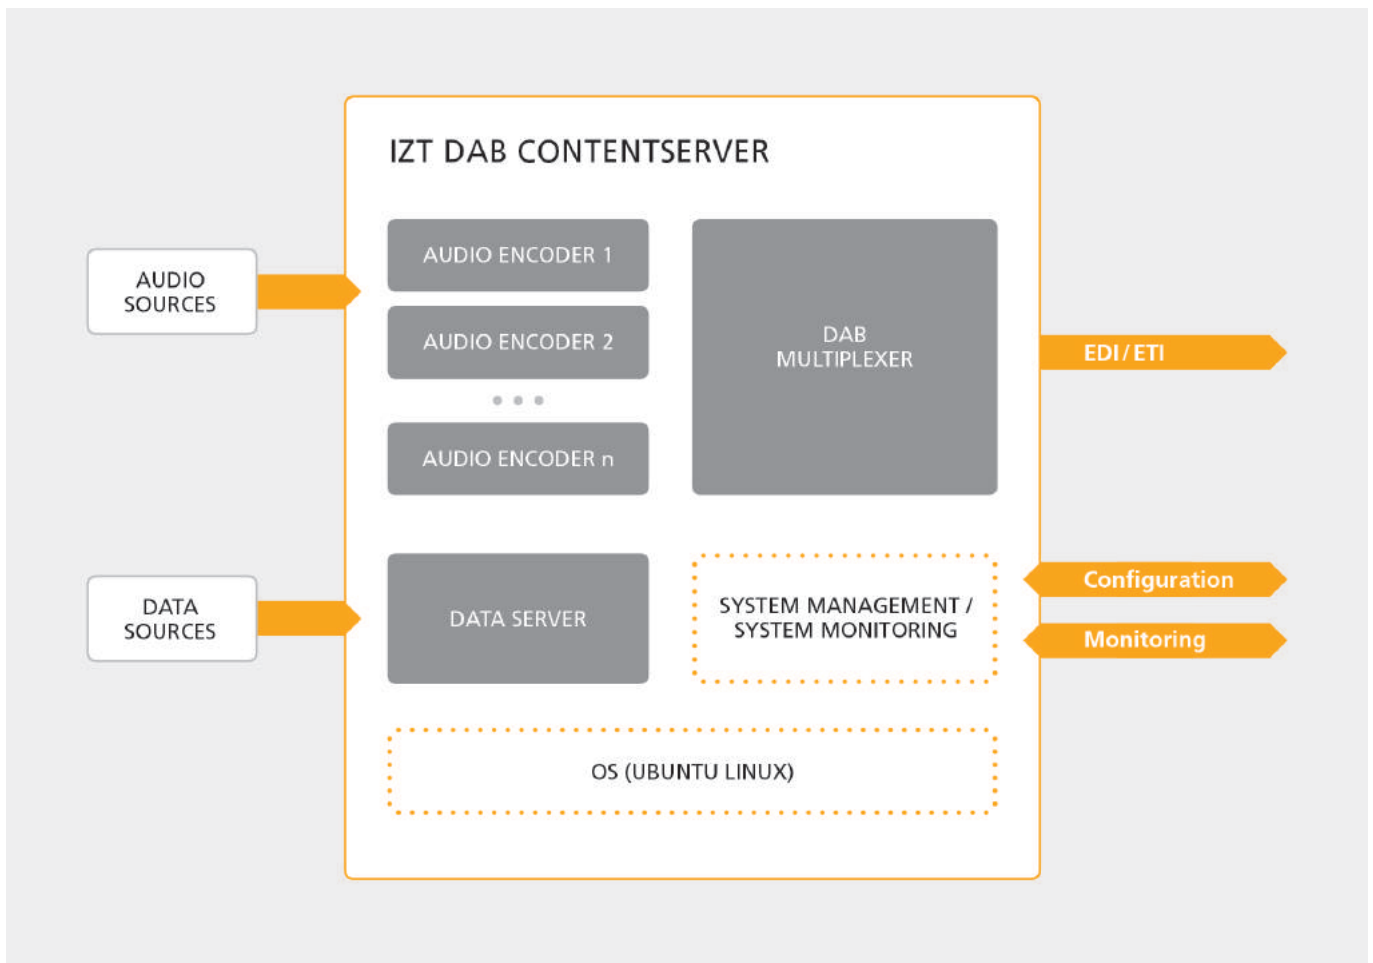 IZT DAB CONTENTSERVER
AUDIO
SOURCES
AUDIO ENCODER 1
AUDIO ENCODER 2
AUDIO ENCODER n
DAB
MULTIPLEXER
EDI / ETI
DATA
SOURCES
DATA SERVER
SYSTEM MANAGEMENT /
SYSTEM MONITORING
Configuration
Monitoring
OS (UBUNTU LINUX)